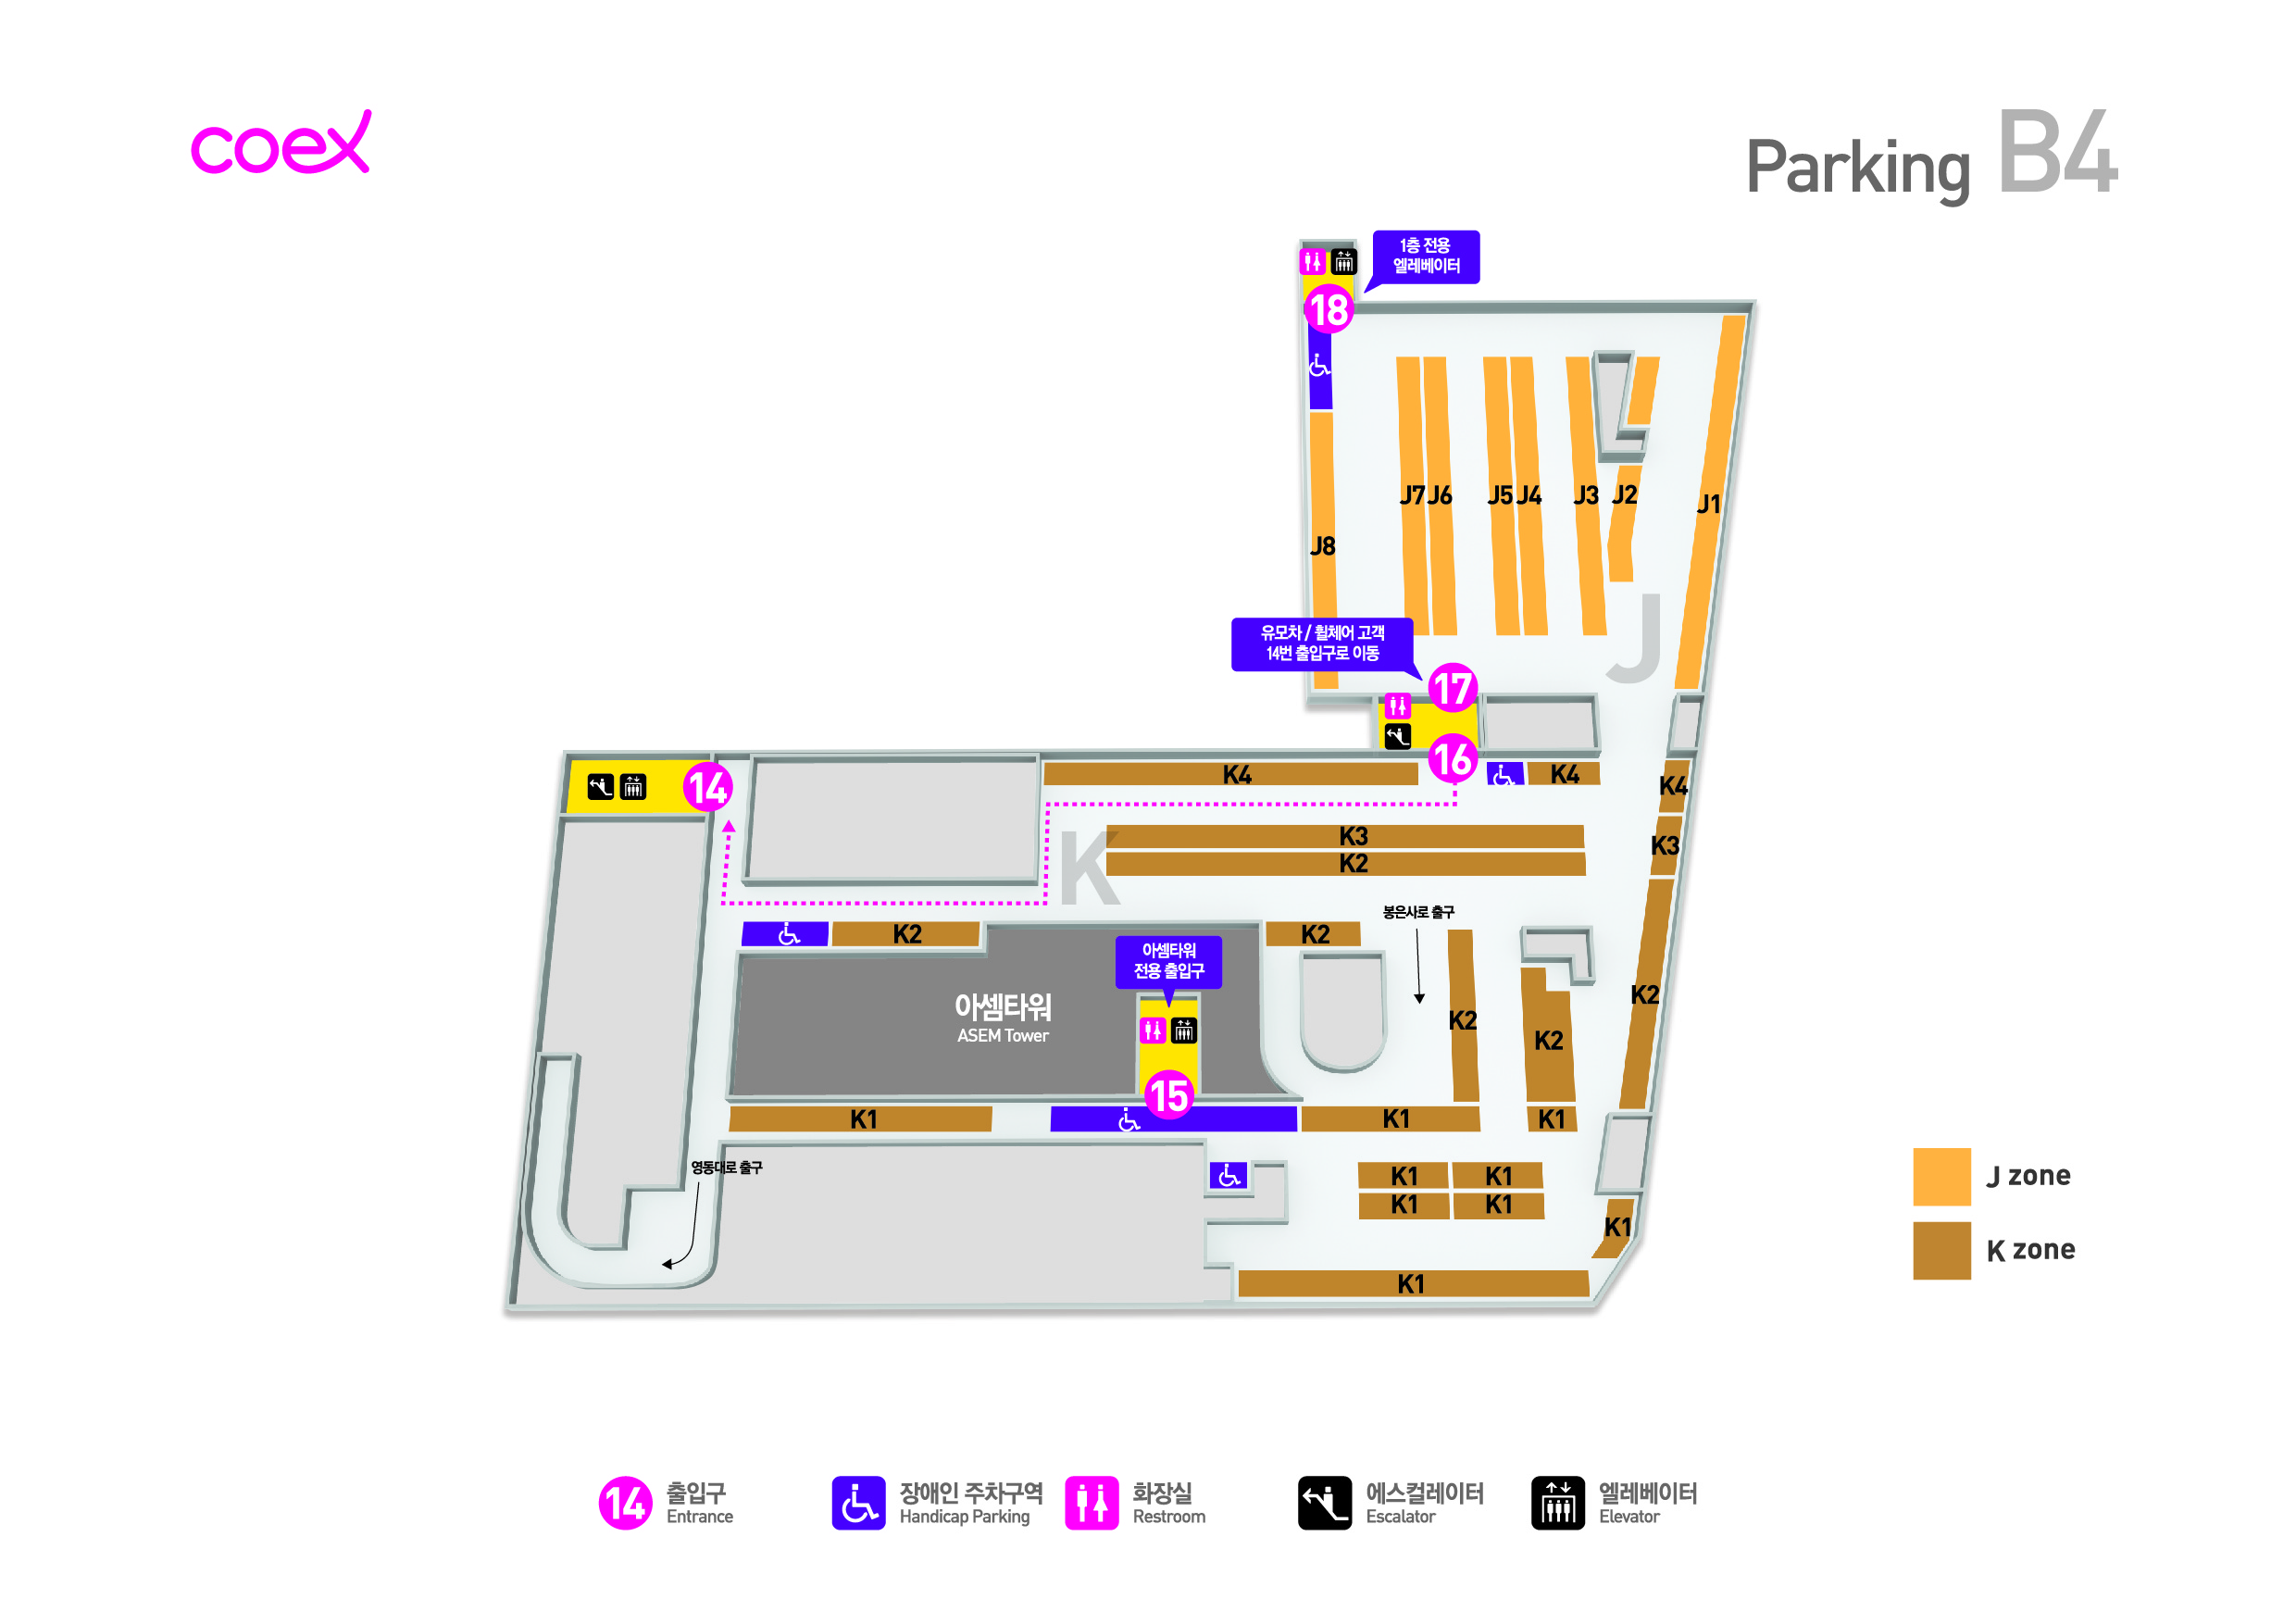 coex
Parking B4
1층 전용
엘레베이터
18
J7 J6 J5 J4 J3 J2 J1
J8
J
유모차 / 휠체어 고객
14번 출입구로 이동
17
16
14
K4
K4
K4
K3
K3
K2
K
봉은사로 출구
K2
K2
아셈타워
전용 출입구
아셈타워
ASEM Tower
K2
K2
K2
15
K1
K1
K1
영동대로 출구
K1
K1
K1
K1
K1
K1
J zone
K zone
14
출입구
Entrance
장애인 주차구역
Handicap Parking
화장실
Restroom
에스컬레이터
Escalator
엘레베이터
Elevator